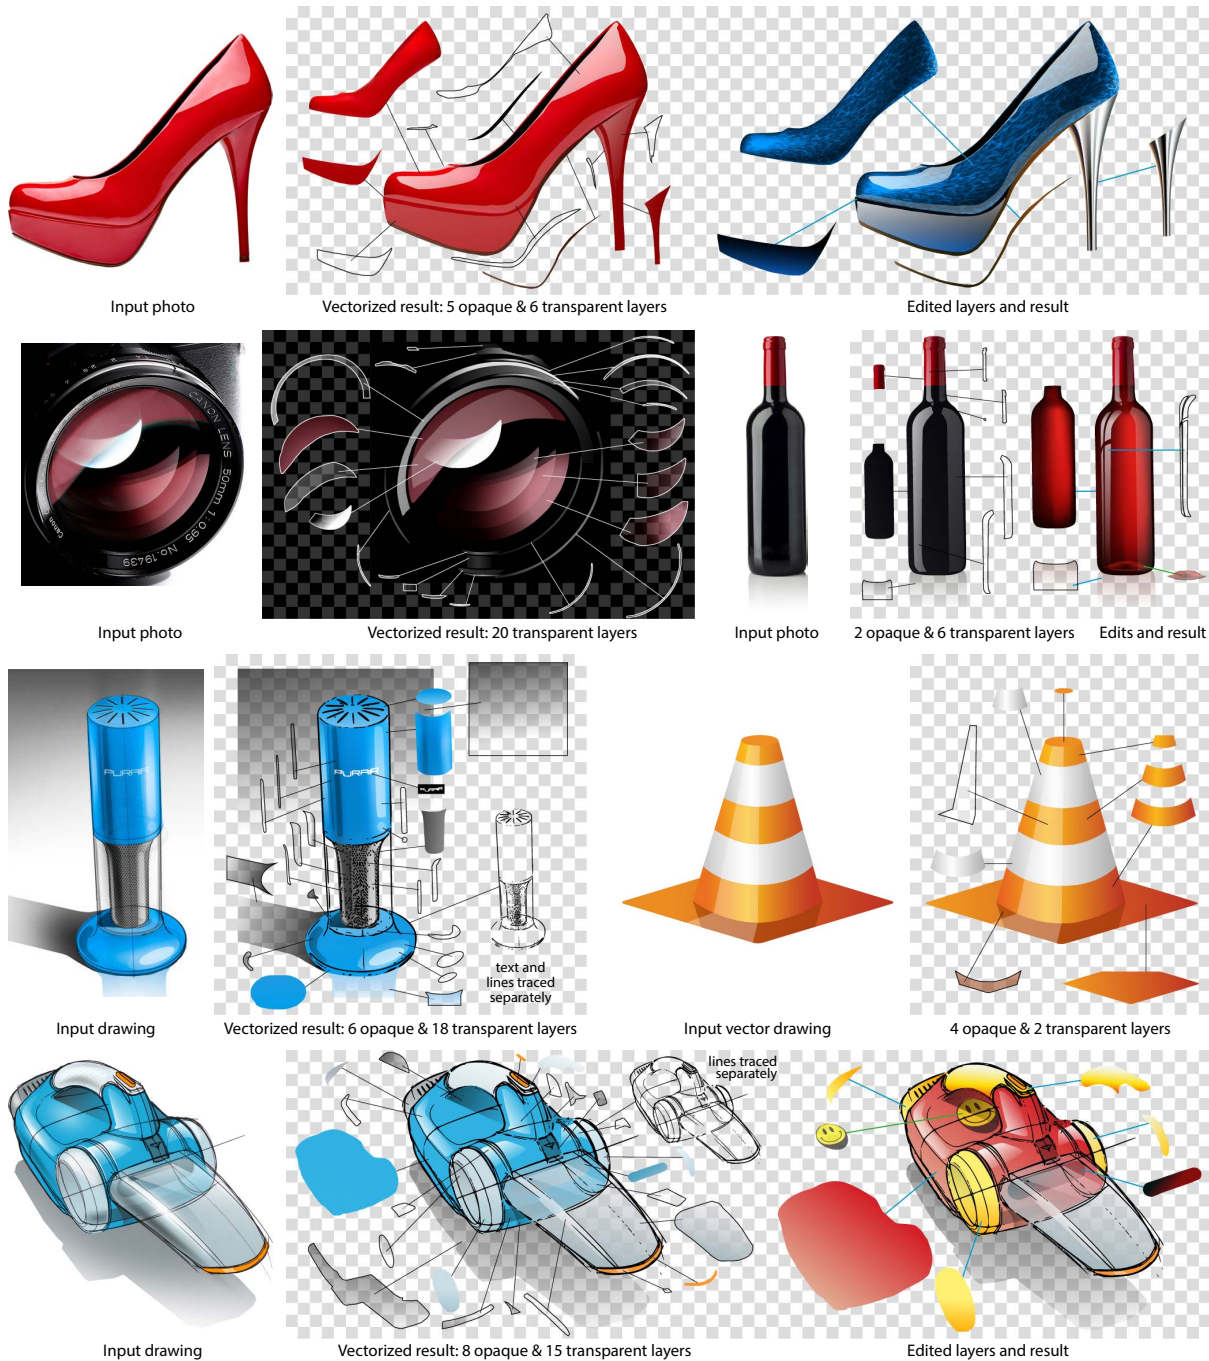 Input photo
Vectorized result: 5 opaque & 6 transparent layers
Edited layers and result
CANON LENS 50mm 1:0.95 No.19439
Canon
Input photo
Vectorized result: 20 transparent layers
Input photo
2 opaque & 6 transparent layers
Edits and result
PURAIR
PURAIR
PURAIR
text and
lines traced
separately
Input drawing
Vectorized result: 6 opaque & 18 transparent layers
Input vector drawing
4 opaque & 2 transparent layers
lines traced
separately
Input drawing
Vectorized result: 8 opaque & 15 transparent layers
Edited layers and result